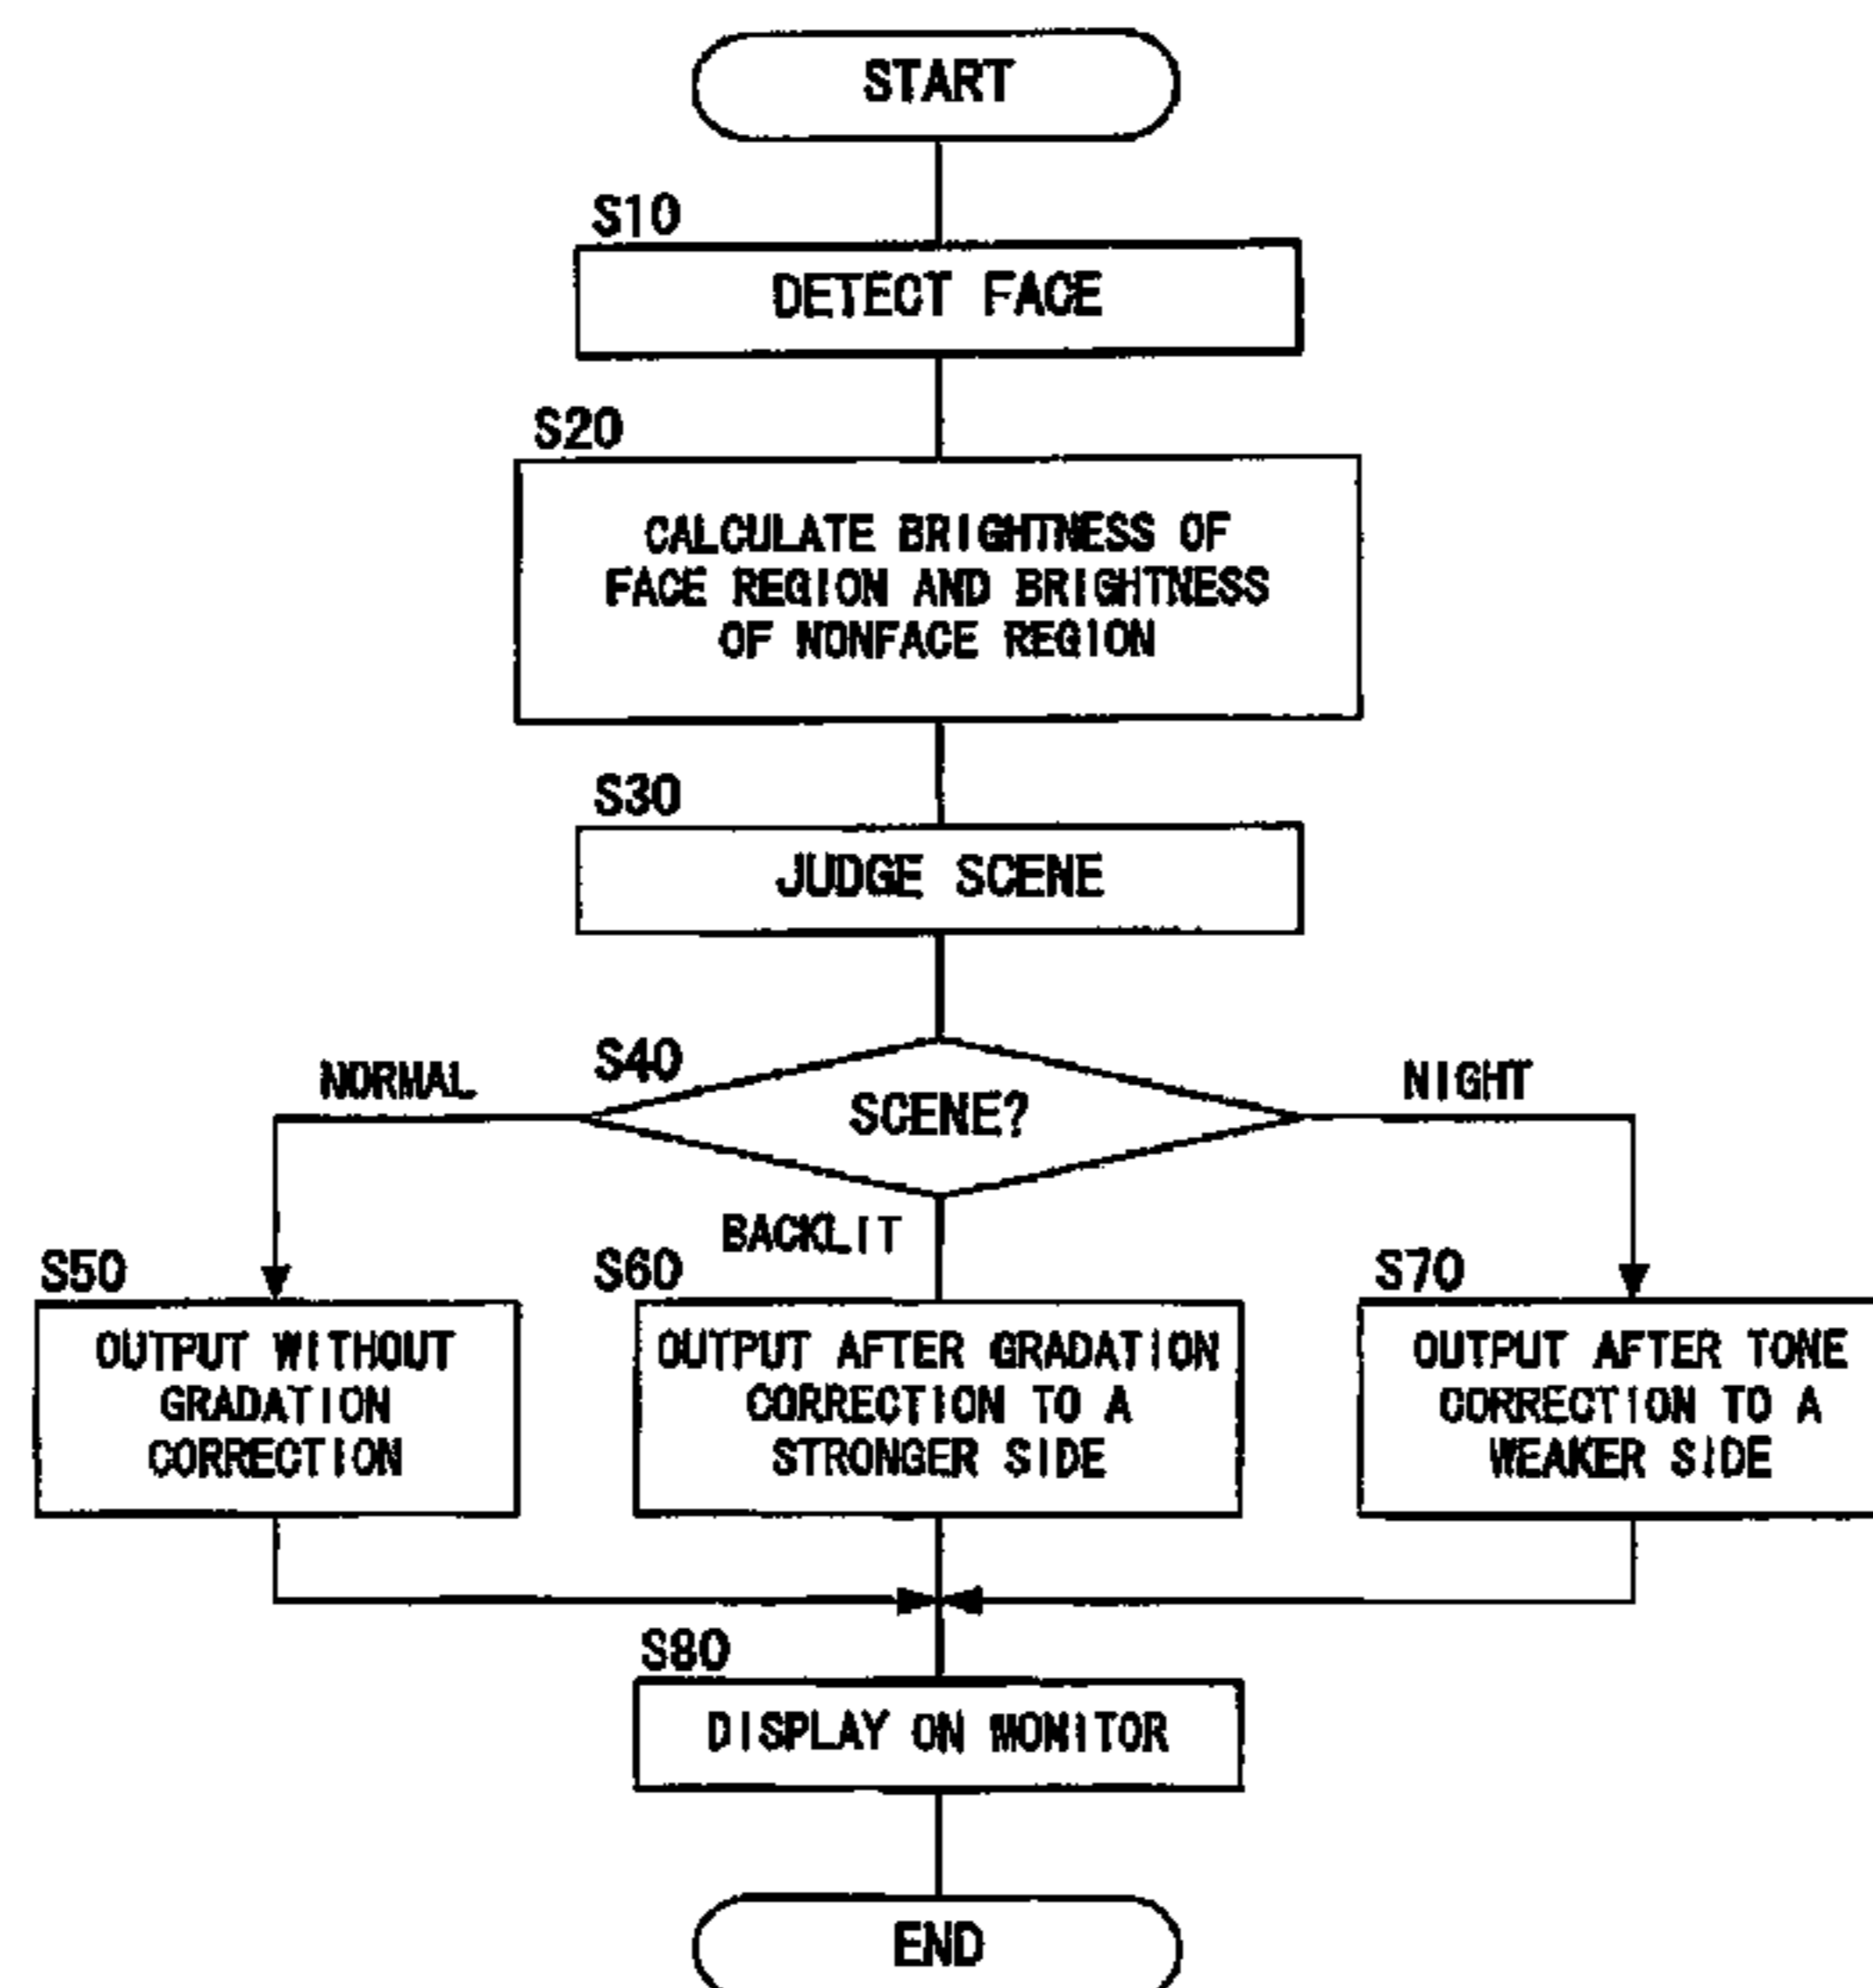 START
S10
DETECT FACE
S20
CALCULATE BRIGHTNESS OF
FACE REGION AND BRIGHTNESS
OF NONFACE REGION
S30
JUDGE SCENE
S40
NORMAL
SCENE?
NIGHT
BACKLIT
S50
OUTPUT WITHOUT
GRADATION
CORRECTION
S60
OUTPUT AFTER GRADATION
CORRECTION TO A
STRONGER SIDE
S70
OUTPUT AFTER TONE
CORRECTION TO A
WEAKER SIDE
S80
DISPLAY ON MONITOR
END